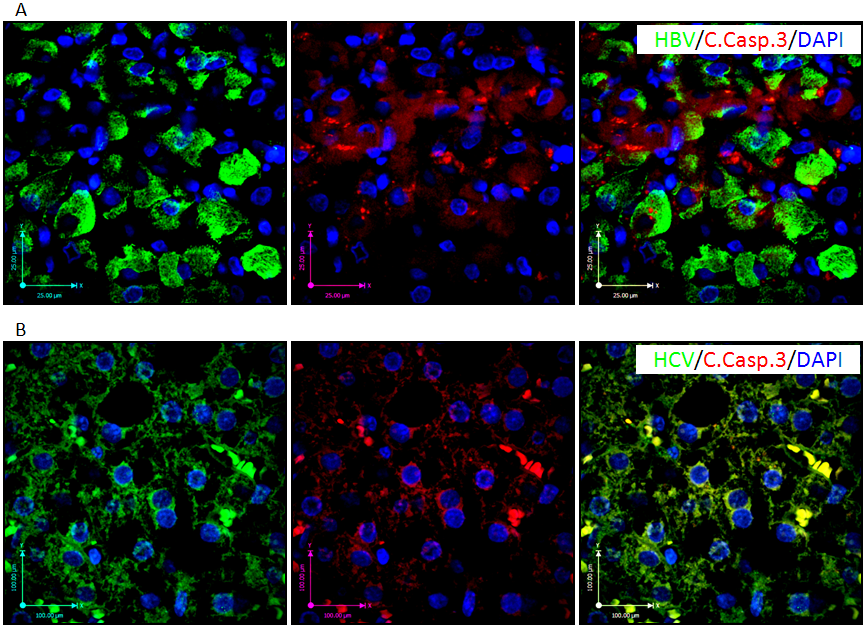 A
HBV/C.Casp.3/DAPI
Y
25.00 µm
X
25.00 µm
Y
25.00 µm
X
25.00 µm
Y
25.00 µm
X
25.00 µm
B
HCV/C.Casp.3/DAPI
Y
100.00 µm
X
100.00 µm
Y
100.00 µm
X
100.00 µm
Y
100.00 µm
X
100.00 µm